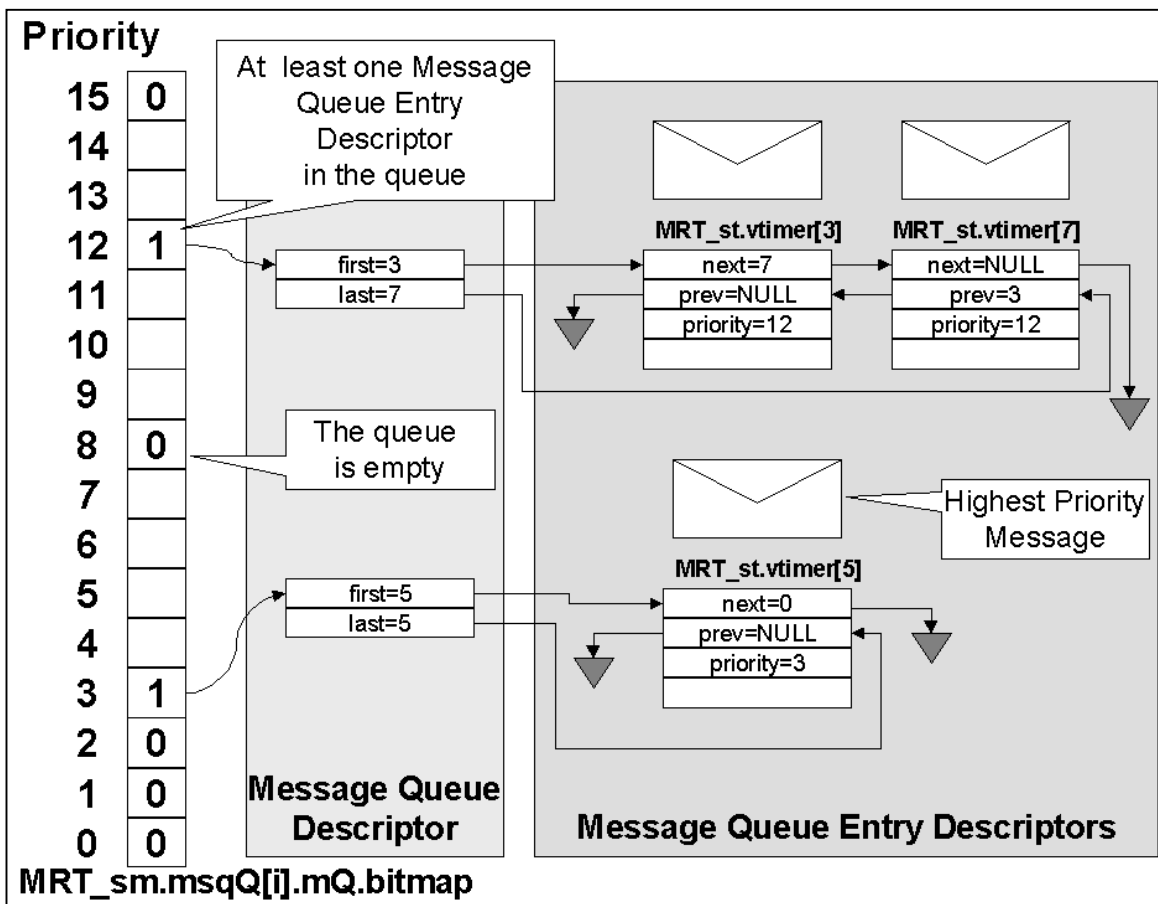 Priority
15 0
14
13
12 1
11
10
9
8 0
7
6
5
4
3 1
2 0
1 0
0 0
MRT_sm.msqQ[i].mQ.bitmap
At least one Message
Queue Entry
Descriptor
in the queue
first=3
last=7
The queue
is empty
first=5
last=5
Message Queue
Descriptor
MRT_st.vtimer[3]
next=7
prev=NULL
priority=12
MRT_st.vtimer[7]
next=NULL
prev=3
priority=12
Highest Priority
Message
MRT_st.vtimer[5]
next=0
prev=NULL
priority=3
Message Queue Entry Descriptors